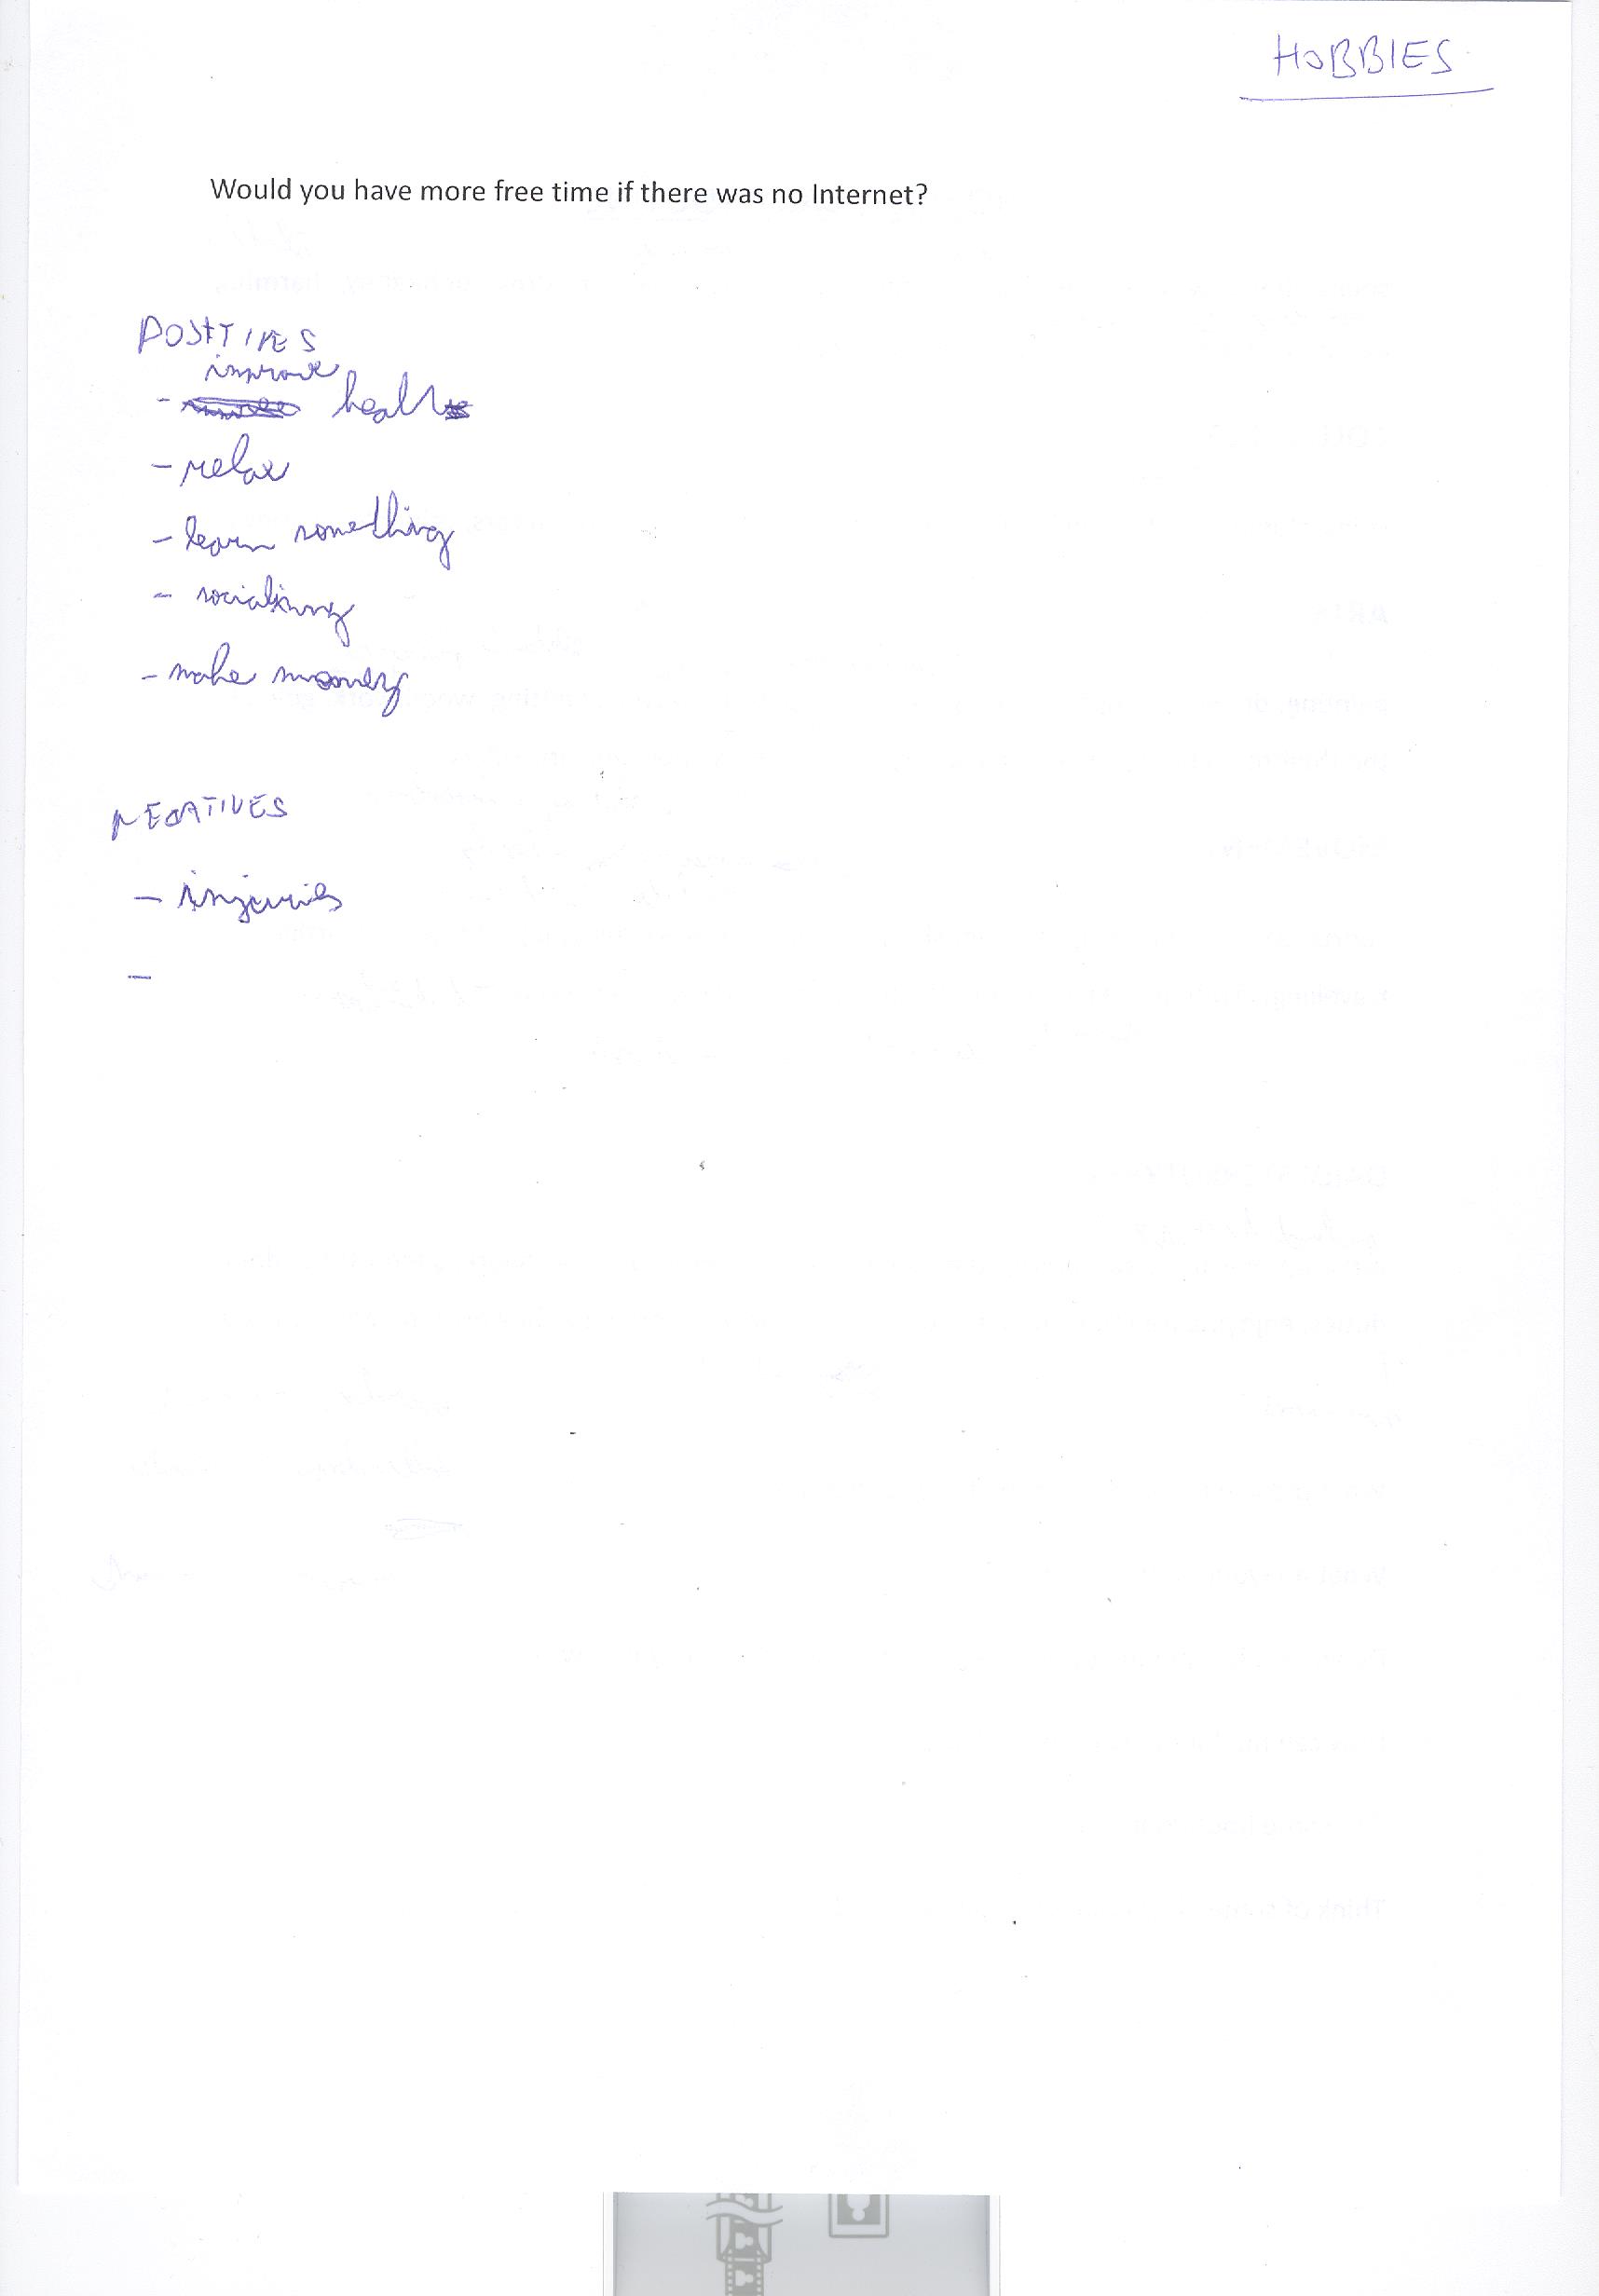 HOBBIES
Would you have more free time if there was no Internet?
POSITIVES
improve
- health
- relax
- learn something
- socialising
- make money
NEGATIVES
- injuries
-